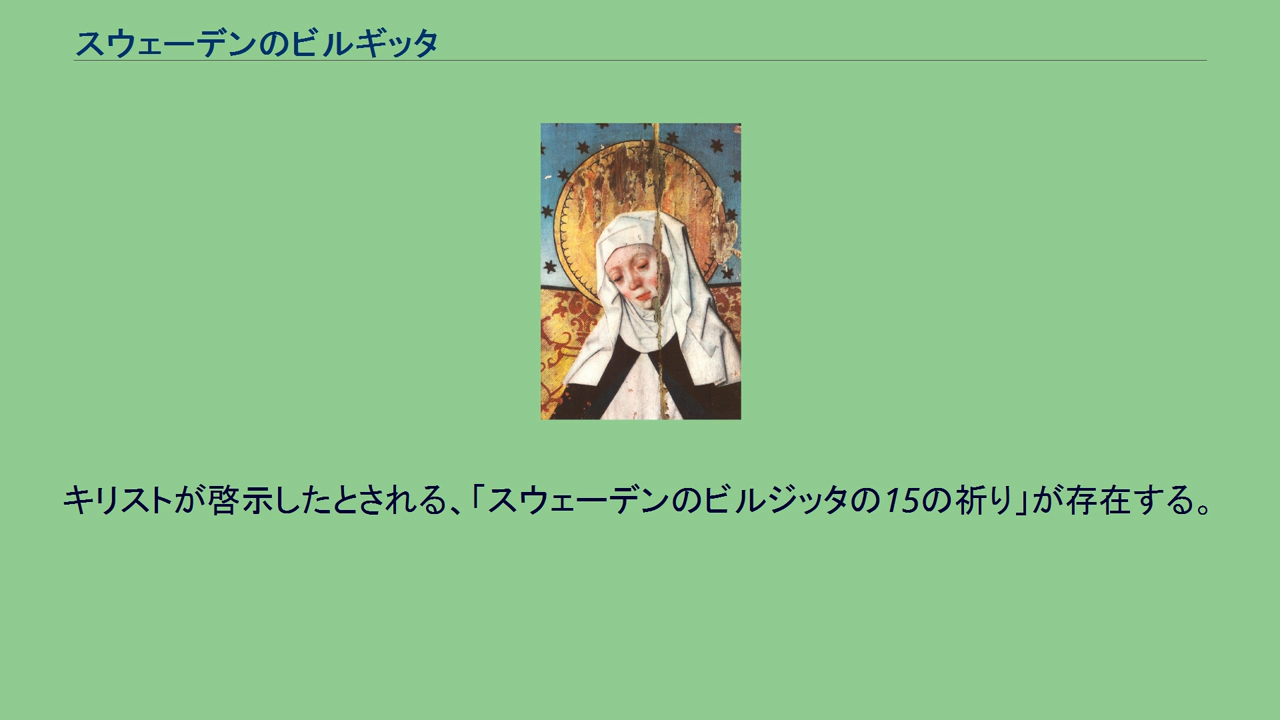 スウェーデンのビルギッタ
キリストが啓示したとされる、「スウェーデンのビルジッタの15の祈り」が存在する。